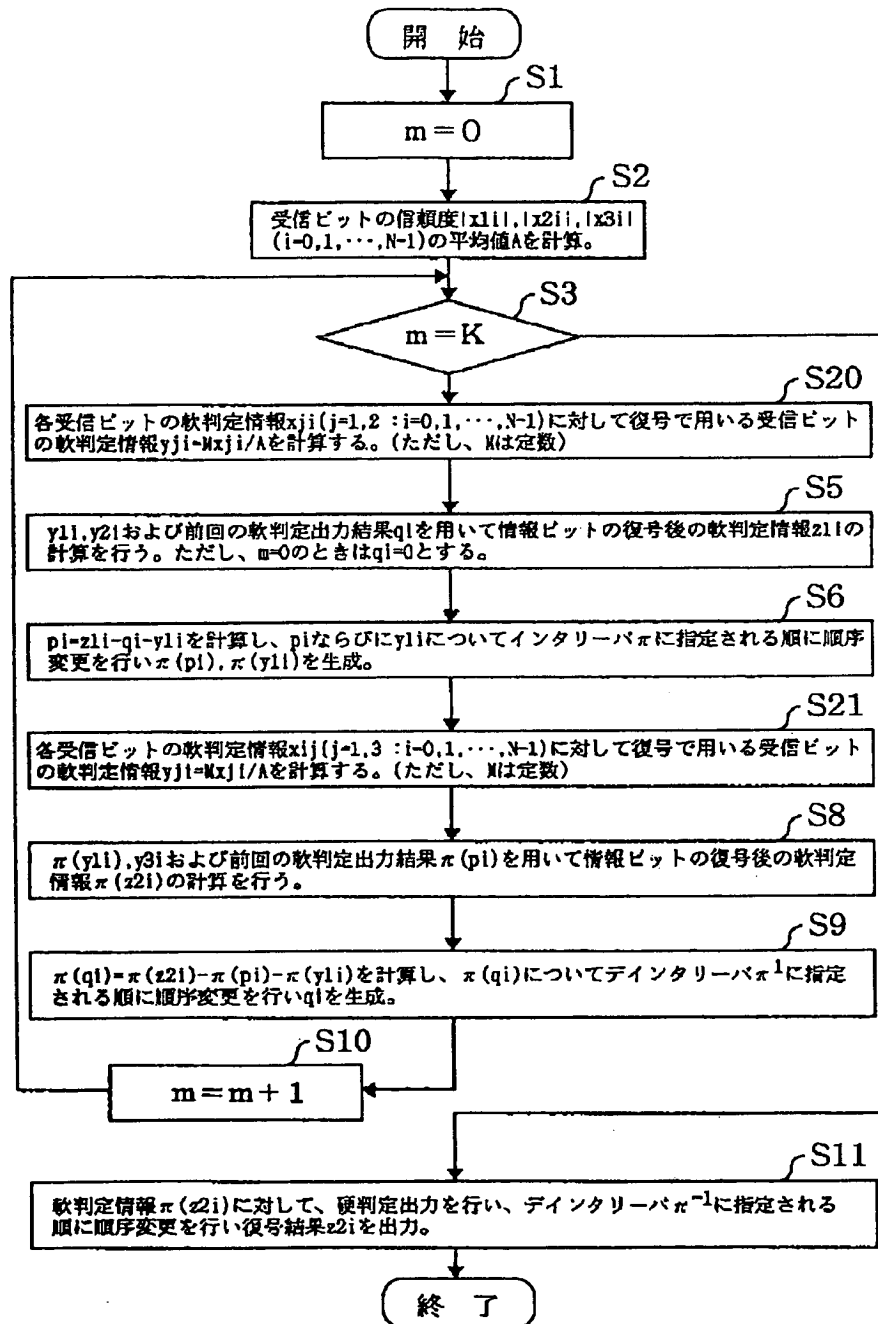 開 始
S1
m=0
S2
受信ビットの信頼度|x1i|,|x2i|,|x3i|
(i=0,1,···,N-1)の平均値Aを計算。
S3
m=K
S20
各受信ビットの軟判定情報xji(j=1,2 :i=0,1,···,N-1)に対して復号で用いる受信ビット
の軟判定情報yji=Mxji/Aを計算する。(ただし、Mは定数)
S5
y1i,y2iおよび前回の軟判定出力結果qiを用いて情報ビットの復号後の軟判定情報z1iの
計算を行う。ただし、m=0のときはqi=0とする。
S6
pi=z1i-qi-y1iを計算し、piならびにy1iについてインタリーバπに指定される順に順序
変更を行いπ(pi),π(y1i)を生成。
S21
各受信ビットの軟判定情報xij(j=1,3 :i=0,1,···,N-1)に対して復号で用いる受信ビット
の軟判定情報yji=Mxji/Aを計算する。(ただし、Mは定数)
S8
π(y1i),y3iおよび前回の軟判定出力結果π(pi)を用いて情報ビットの復号後の軟判定
情報π(z2i)の計算を行う。
S9
π(qi)=π(z2i)-π(pi)-π(y1i)を計算し、π(qi)についてデインタリーバπ¹に指定
される順に順序変更を行いqiを生成。
S10
m=m+1
S11
軟判定情報π(z2i)に対して、硬判定出力を行い、デインタリーバπ⁻¹に指定される
順に順序変更を行い復号結果z2iを出力。
終 了